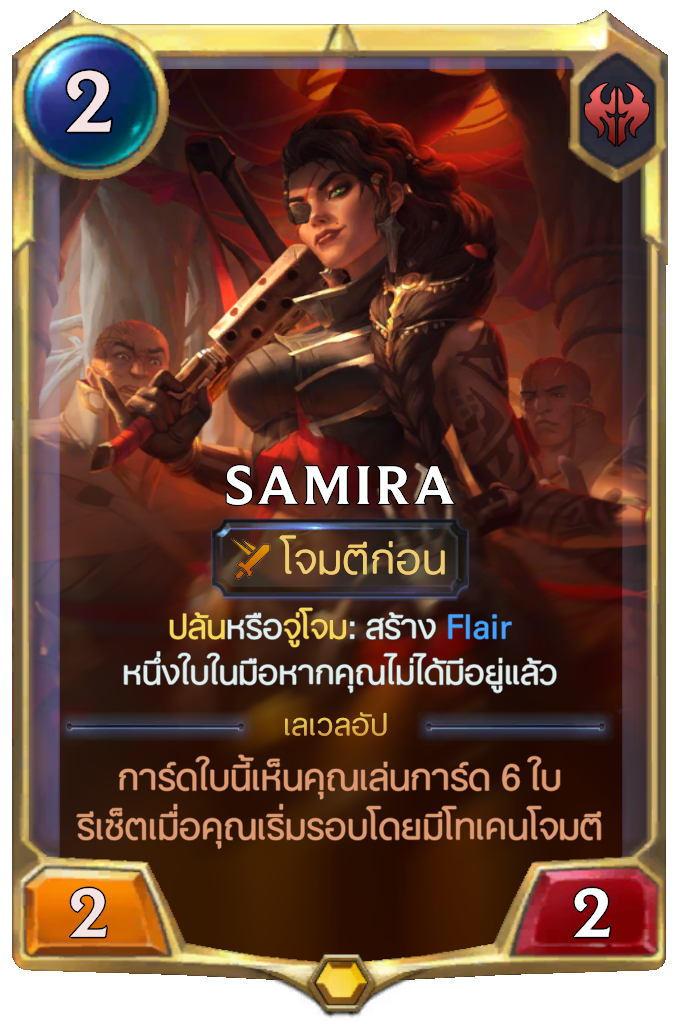 2
SAMIRA
โจมตีก่อน
ปล้นหรือจู่โจม: สร้าง Flair
หนึ่งใบในมือหากคุณไม่ได้มีอยู่แล้ว
เลเวลอัป
การ์ดใบนี้เห็นคุณเล่นการ์ด 6 ใบ
รีเซ็ตเมื่อคุณเริ่มรอบโดยมีโทเคนโจมตี
2 2